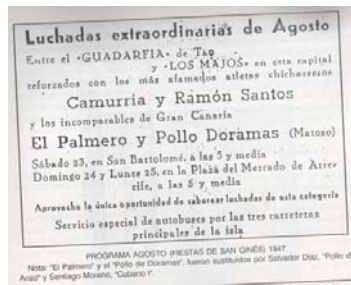 Luchadas extraordinarias de Agosto
Entre el «GUADARFIA» de Tao
y «LOS MAJOS» en esta capital
reforzados con los más afamados atletas chicharreros
Camurria y Ramón Santos
y los incomparables de Gran Canaria
El Palmero y Pollo Doramas (Matoso)
Sábado 23, en San Bartolomé, a las 5 y media
Domingo 24 y Lunes 25, en la Plaza del Mercado de Arre-
cife, a las 5 y media
Aproveche la única oportunidad de saborear luchadas de esta categoría
Servicio especial de autobuses por las tres carreteras
principales de la isla
PROGRAMA AGOSTO (FIESTAS DE SAN GINÉS) 1947.
Nota: "El Palmero" y el "Pollo de Doramas", fueron sustituidos por Salvador Díaz, "Pollo de
Anzo" y Santiago Moreno, "Cubano I".